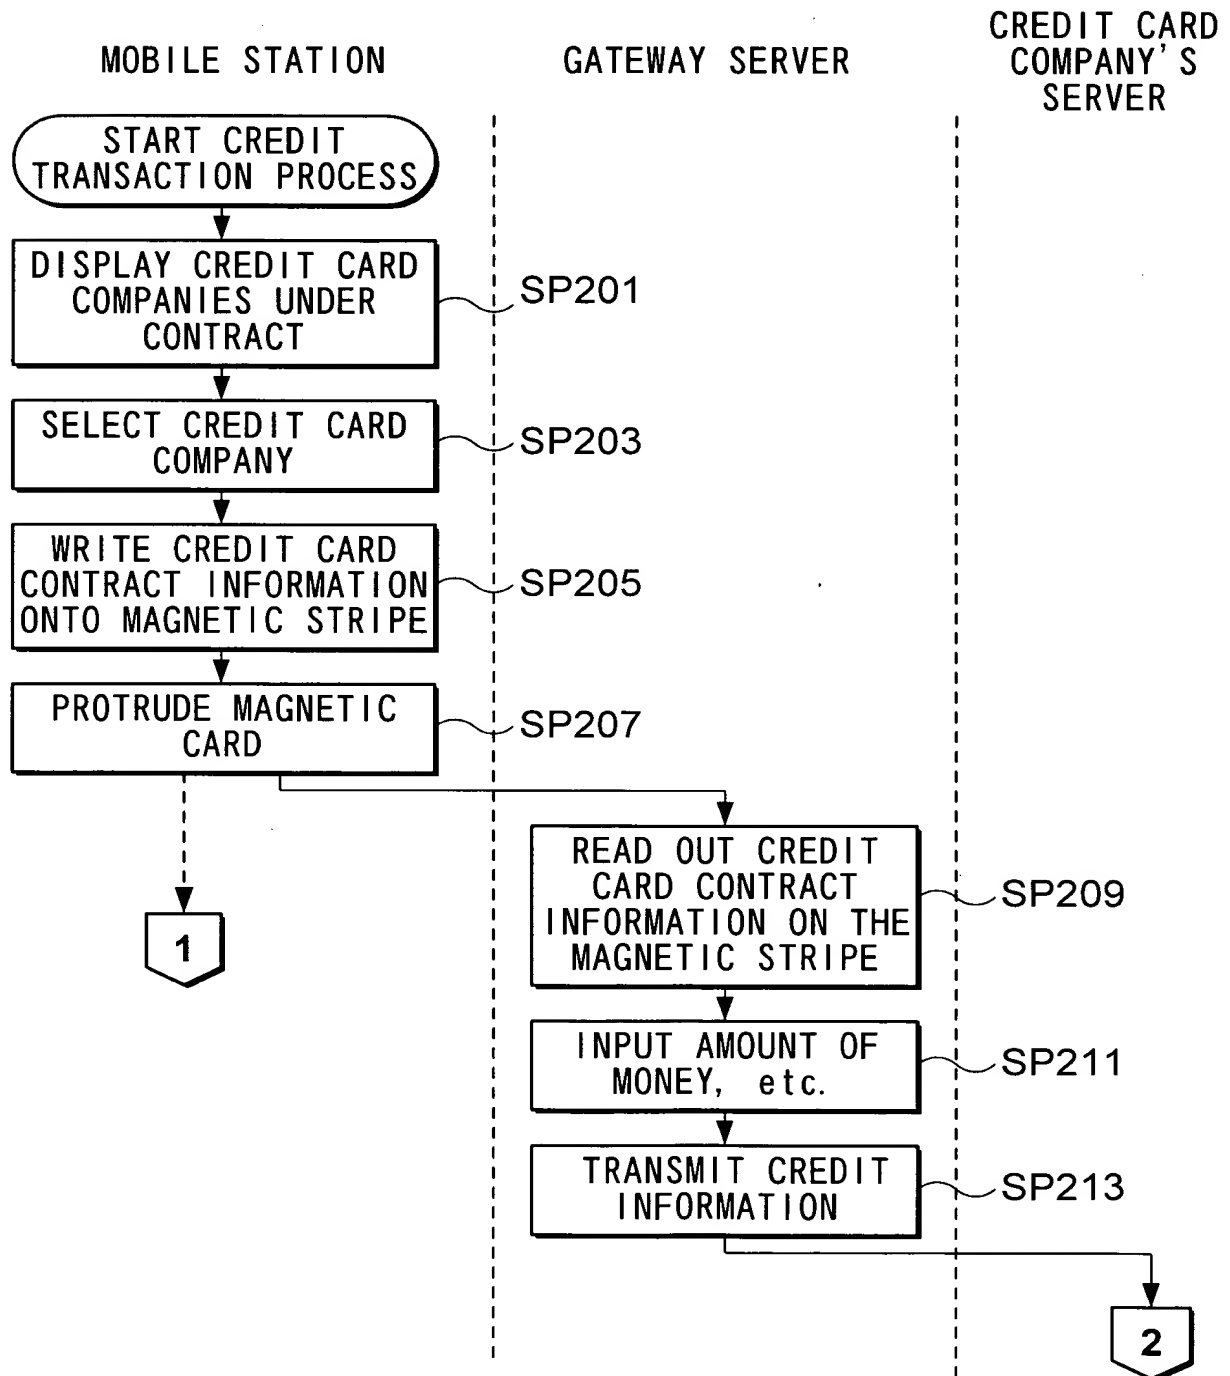 MOBILE STATION
GATEWAY SERVER
CREDIT CARD
COMPANY'S
SERVER
START CREDIT
TRANSACTION PROCESS
DISPLAY CREDIT CARD
COMPANIES UNDER
CONTRACT
SP201
SELECT CREDIT CARD
COMPANY
SP203
WRITE CREDIT CARD
CONTRACT INFORMATION
ONTO MAGNETIC STRIPE
SP205
PROTRUDE MAGNETIC
CARD
SP207
1
READ OUT CREDIT
CARD CONTRACT
INFORMATION ON THE
MAGNETIC STRIPE
SP209
INPUT AMOUNT OF
MONEY, etc.
SP211
TRANSMIT CREDIT
INFORMATION
SP213
2